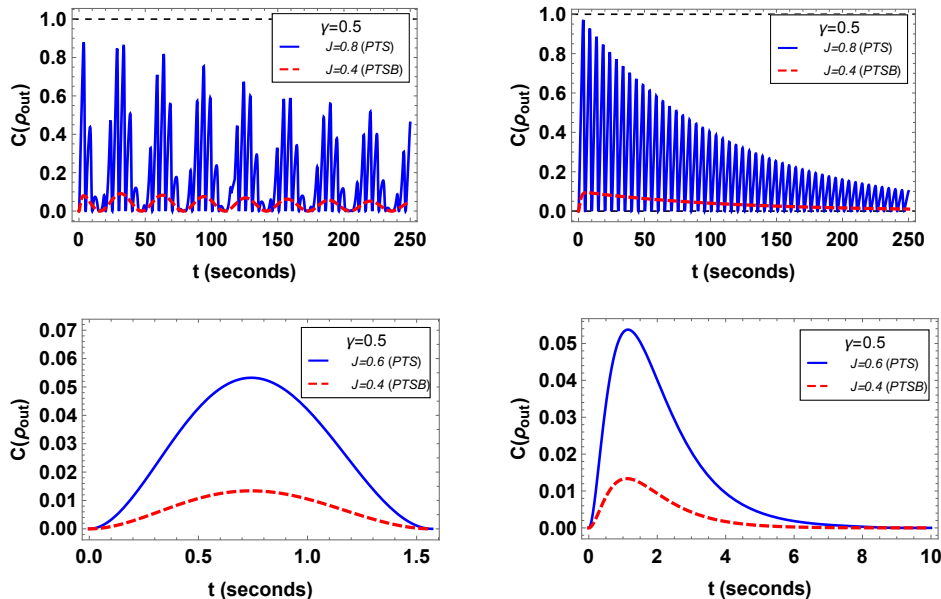 1.0
0.8
0.6
0.4
0.2
0.0
C(ρout)
0 50 100 150 200 250
t (seconds)
γ=0.5
J=0.8 (PTS)
J=0.4 (PTSB)
1.0
0.8
0.6
0.4
0.2
0.0
C(ρout)
0 50 100 150 200 250
t (seconds)
γ=0.5
J=0.8 (PTS)
J=0.4 (PTSB)
0.07
0.06
0.05
0.04
0.03
0.02
0.01
0.00
C(ρout)
0.0 0.5 1.0 1.5
t (seconds)
γ=0.5
J=0.6 (PTS)
J=0.4 (PTSB)
0.05
0.04
0.03
0.02
0.01
0.00
C(ρout)
0 2 4 6 8 10
t (seconds)
γ=0.5
J=0.6 (PTS)
J=0.4 (PTSB)